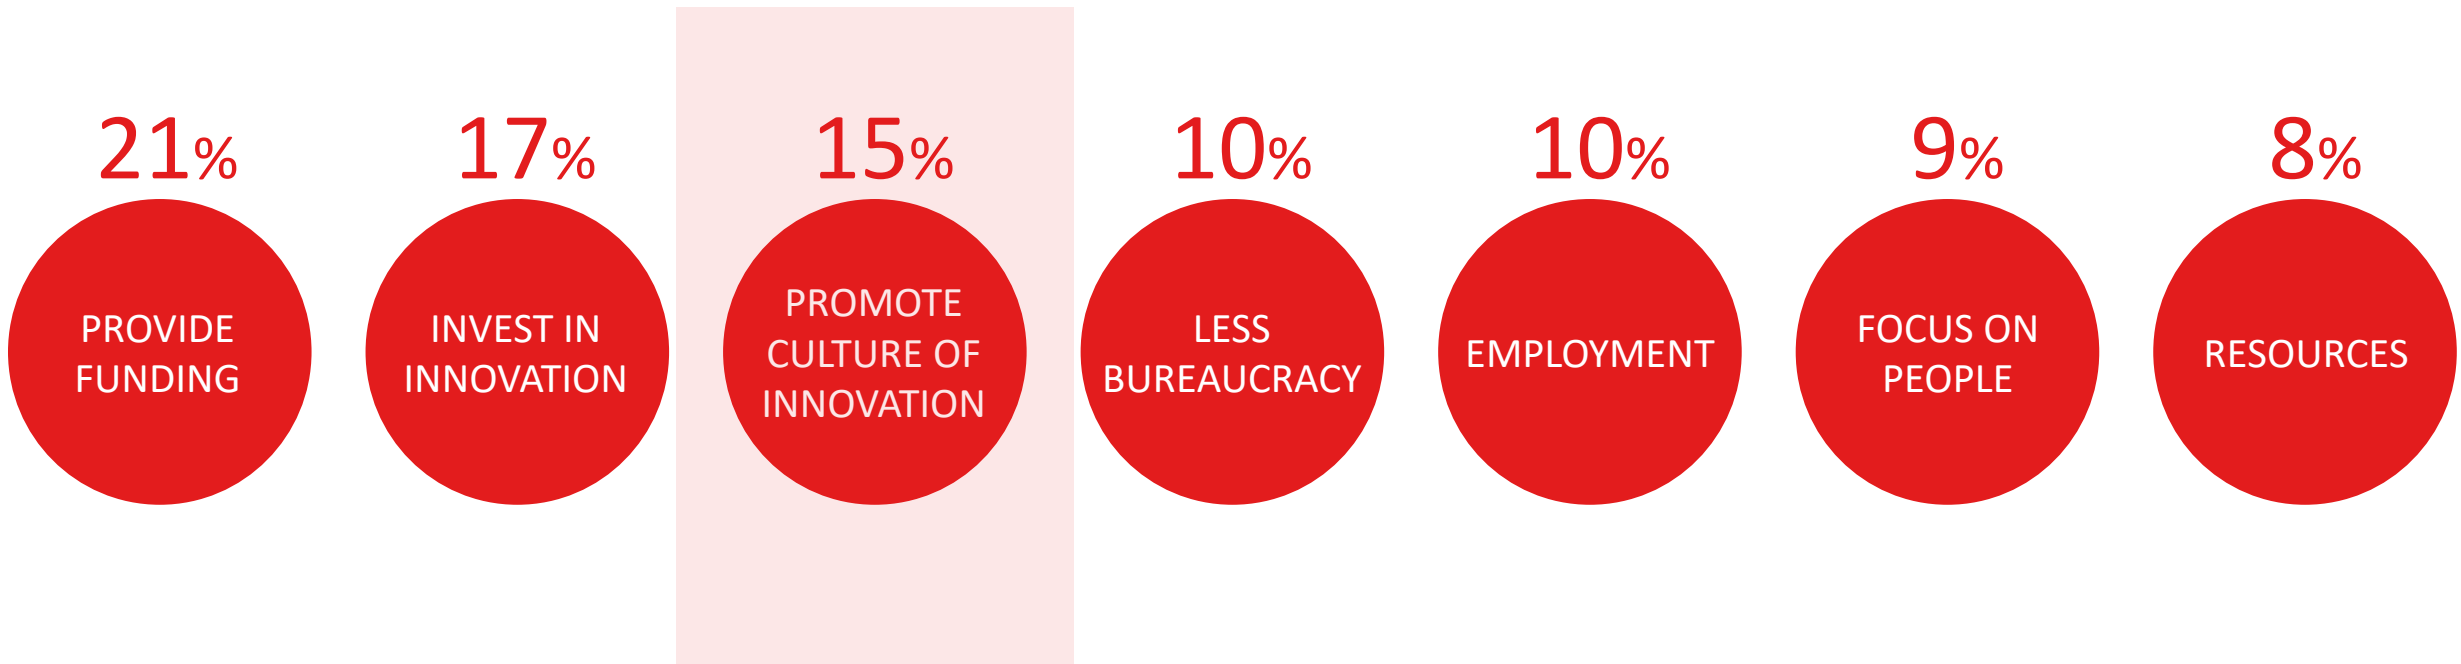 21%
17%
15%
10%
10%
9%
8%
PROVIDE
FUNDING
INVEST IN
INNOVATION
PROMOTE
CULTURE OF
INNOVATION
LESS
BUREAUCRACY
EMPLOYMENT
FOCUS ON
PEOPLE
RESOURCES